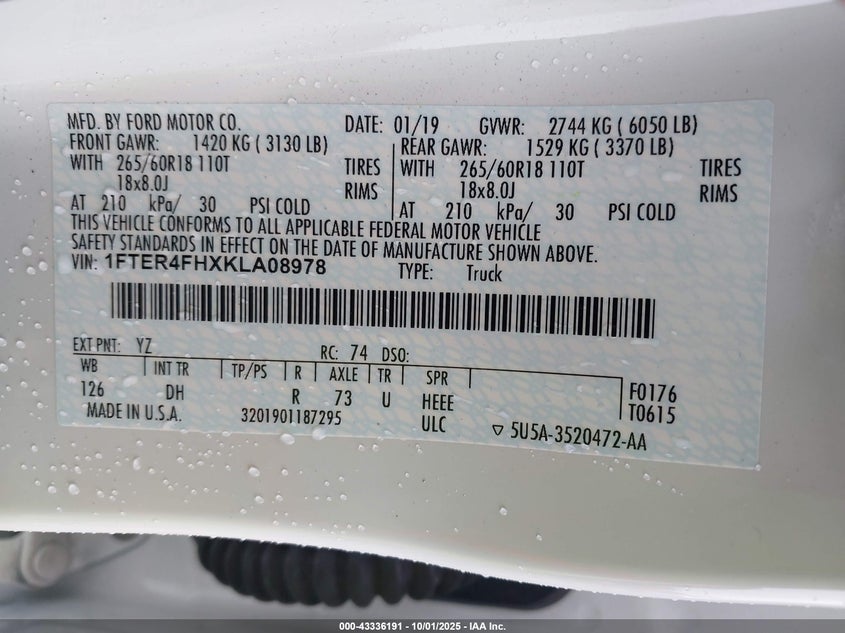 MFD. BY FORD MOTOR CO. DATE: 01/19 GVWR: 2744 KG ( 6050 LB)
FRONT GAWR: 1420 KG ( 3130 LB) REAR GAWR: 1529 KG ( 3370 LB)
WITH 265/60R18 110T TIRES WITH 265/60R18 110T TIRES
18x8.0J RIMS 18x8.0J RIMS
AT 210 kPa/ 30 PSI COLD AT 210 kPa/ 30 PSI COLD
THIS VEHICLE CONFORMS TO ALL APPLICABLE FEDERAL MOTOR VEHICLE
SAFETY STANDARDS IN EFFECT ON THE DATE OF MANUFACTURE SHOWN ABOVE.
VIN: 1FTER4FHXKLA08978 TYPE: Truck
EXT PNT: YZ RC: 74 DSO:
WB INT TR TP/PS R AXLE TR SPR
126 DH R 73 U HEEE F0176
MADE IN U.S.A. 3201901187295 ULC T0615
5U5A-3520472-AA
000-43336191 - 10/01/2025 - IAA Inc.